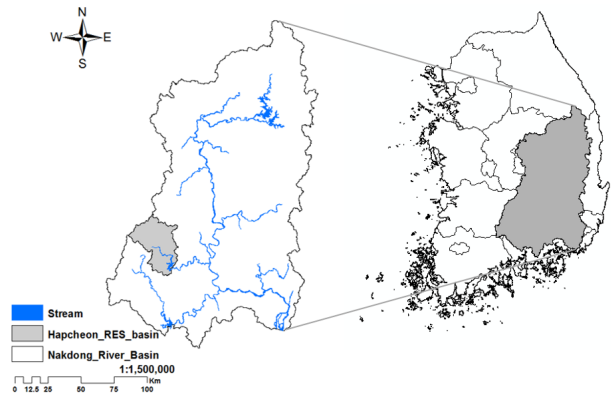 N
W E
S
Stream
Hapcheon_RES_basin
Nakdong_River_Basin
1:1,500,000
Km
0 12.5 25 50 75 100